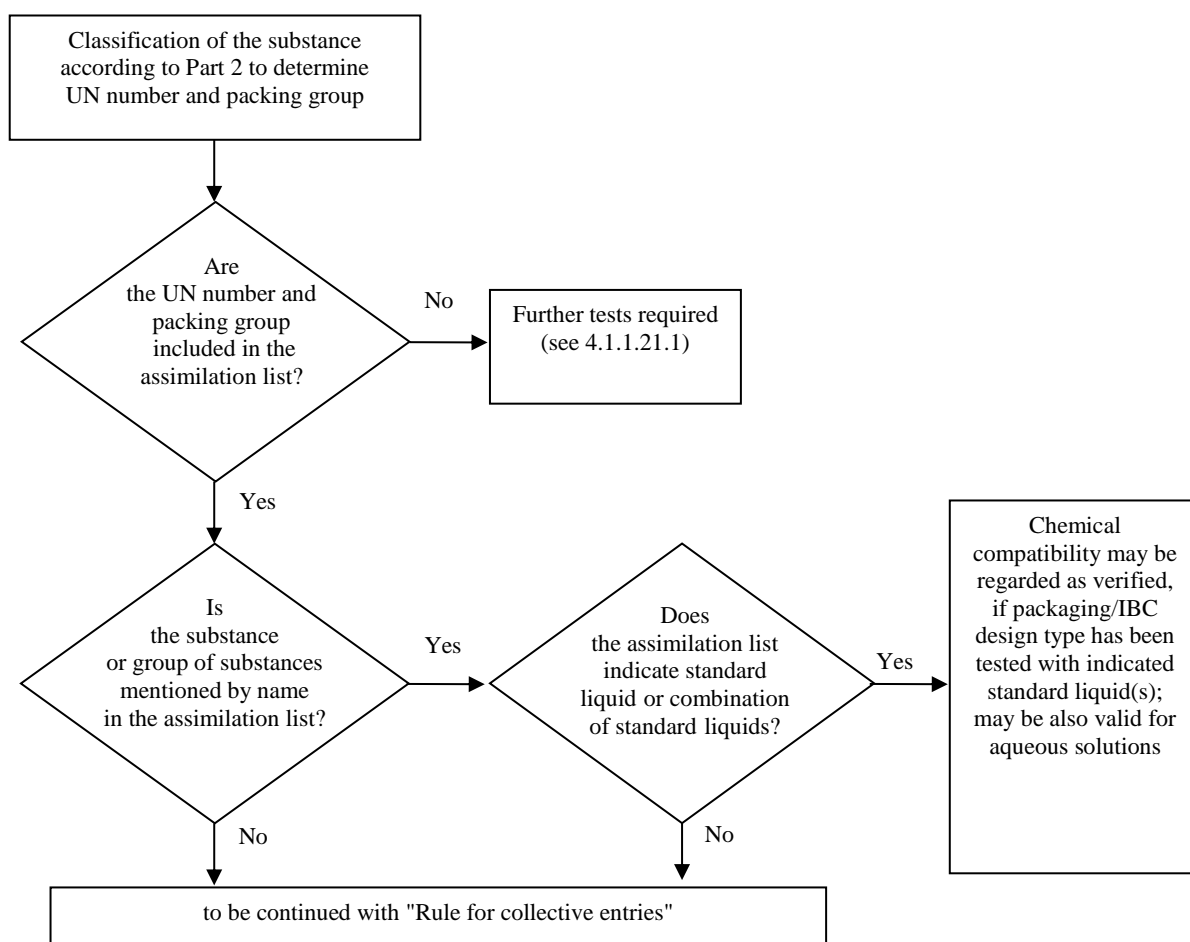 Classification of the substance
according to Part 2 to determine
UN number and packing group
Are
the UN number and
packing group
included in the
assimilation list?
No
Further tests required
(see 4.1.1.21.1)
Yes
Is
the substance
or group of substances
mentioned by name
in the assimilation list?
Yes
Does
the assimilation list
indicate standard
liquid or combination
of standard liquids?
Yes
Chemical
compatibility may be
regarded as verified,
if packaging/IBC
design type has been
tested with indicated
standard liquid(s);
may be also valid for
aqueous solutions
No
No
to be continued with "Rule for collective entries"